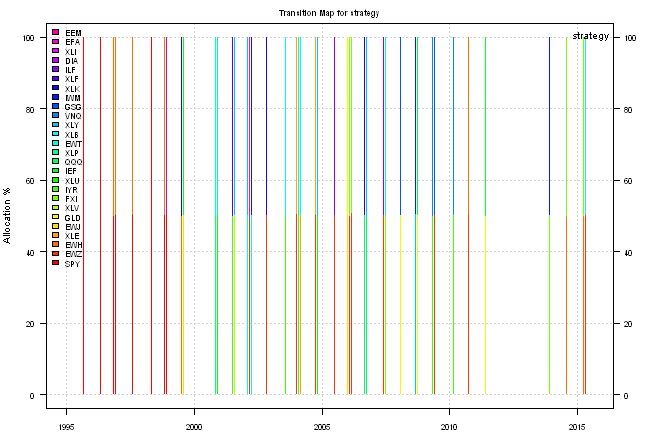 Transition Map for strategy
strategy
EEM
EFA
XLI
DIA
ILF
XLF
XLK
IWM
GSG
VNQ
XLY
XLB
EWT
XLP
QQQ
IEF
XLU
IYR
FXI
XLV
GLD
EWJ
XLE
EWH
EWZ
SPY
Allocation %
100
80
60
40
20
0
100
80
60
40
20
0
1995 2000 2005 2010 2015